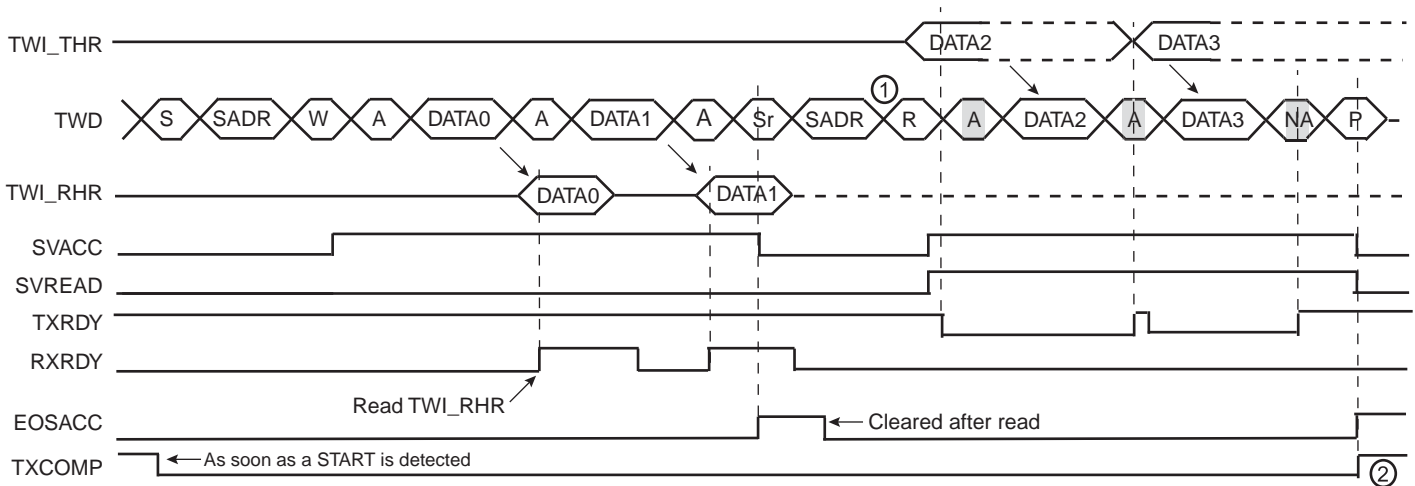 TWI_THR DATA2 DATA3
①
TWD S SADR W A DATA0 A DATA1 A Sr SADR R A DATA2 A DATA3 NA P
TWI_RHR DATA0 DATA1
SVACC
SVREAD
TXRDY
RXRDY
Read TWI_RHR
EOSACC Cleared after read
TXCOMP As soon as a START is detected ②